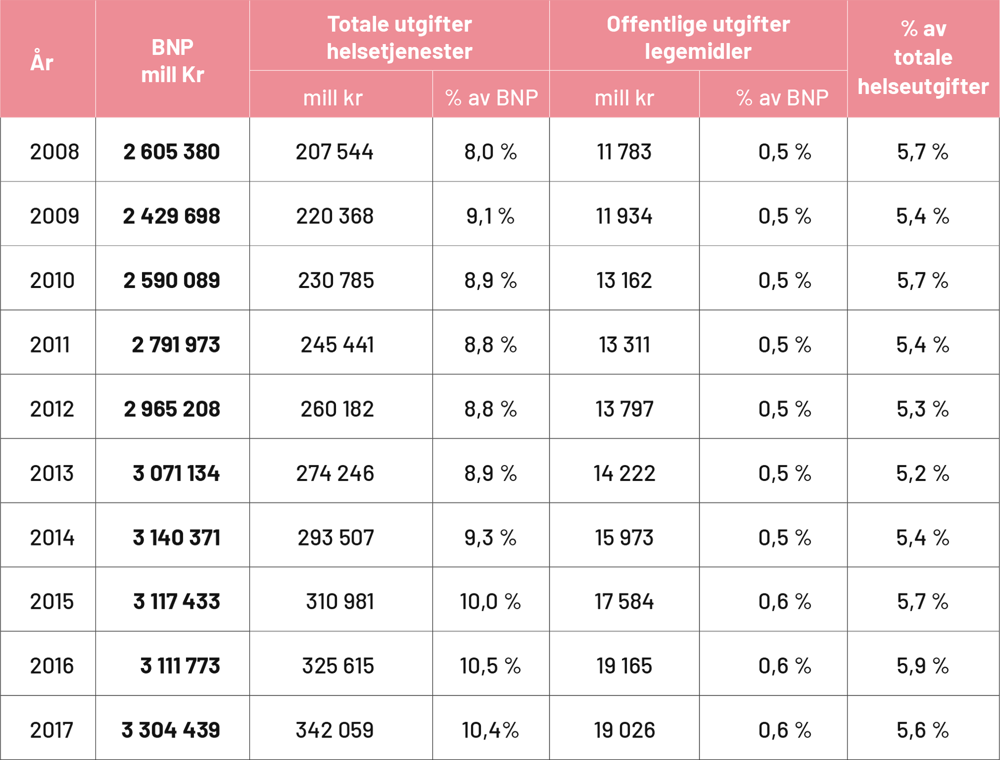 År
BNP
mill Kr
Totale utgifter
helsetjenester
Offentlige utgifter
legemidler
% av
totale
helseutgifter
mill kr % av BNP mill kr % av BNP
2008 2 605 380 207 544 8,0 % 11 783 0,5 % 5,7 %
2009 2 429 698 220 368 9,1 % 11 934 0,5 % 5,4 %
2010 2 590 089 230 785 8,9 % 13 162 0,5 % 5,7 %
2011 2 791 973 245 441 8,8 % 13 311 0,5 % 5,4 %
2012 2 965 208 260 182 8,8 % 13 797 0,5 % 5,3 %
2013 3 071 134 274 246 8,9 % 14 222 0,5 % 5,2 %
2014 3 140 371 293 507 9,3 % 15 973 0,5 % 5,4 %
2015 3 117 433 310 981 10,0 % 17 584 0,6 % 5,7 %
2016 3 111 773 325 615 10,5 % 19 165 0,6 % 5,9 %
2017 3 304 439 342 059 10,4% 19 026 0,6 % 5,6 %